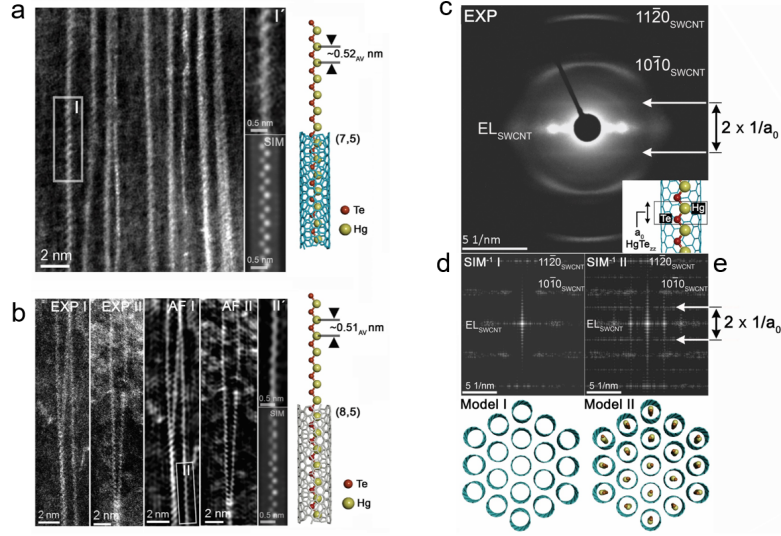 a
I
I´
2 nm
0.5 nm
SIM
0.5 nm
~0.52AV nm
(7,5)
Te
Hg
b
EXP I
EXP II
AF I
AF II
II´
II
2 nm
2 nm
2 nm
2 nm
0.5 nm
SIM
0.5 nm
~0.51AV nm
(8,5)
Te
Hg
c
EXP
112̄0SWCNT
101̄0SWCNT
ELSWCNT
2 x 1/a0
5 1/nm
Te
Hg
a0
HgTezz
d
SIM-1 I
112̄0SWCNT
101̄0SWCNT
ELSWCNT
5 1/nm
SIM-1 II
112̄0SWCNT
101̄0SWCNT
ELSWCNT
5 1/nm
e
2 x 1/a0
Model I
Model II